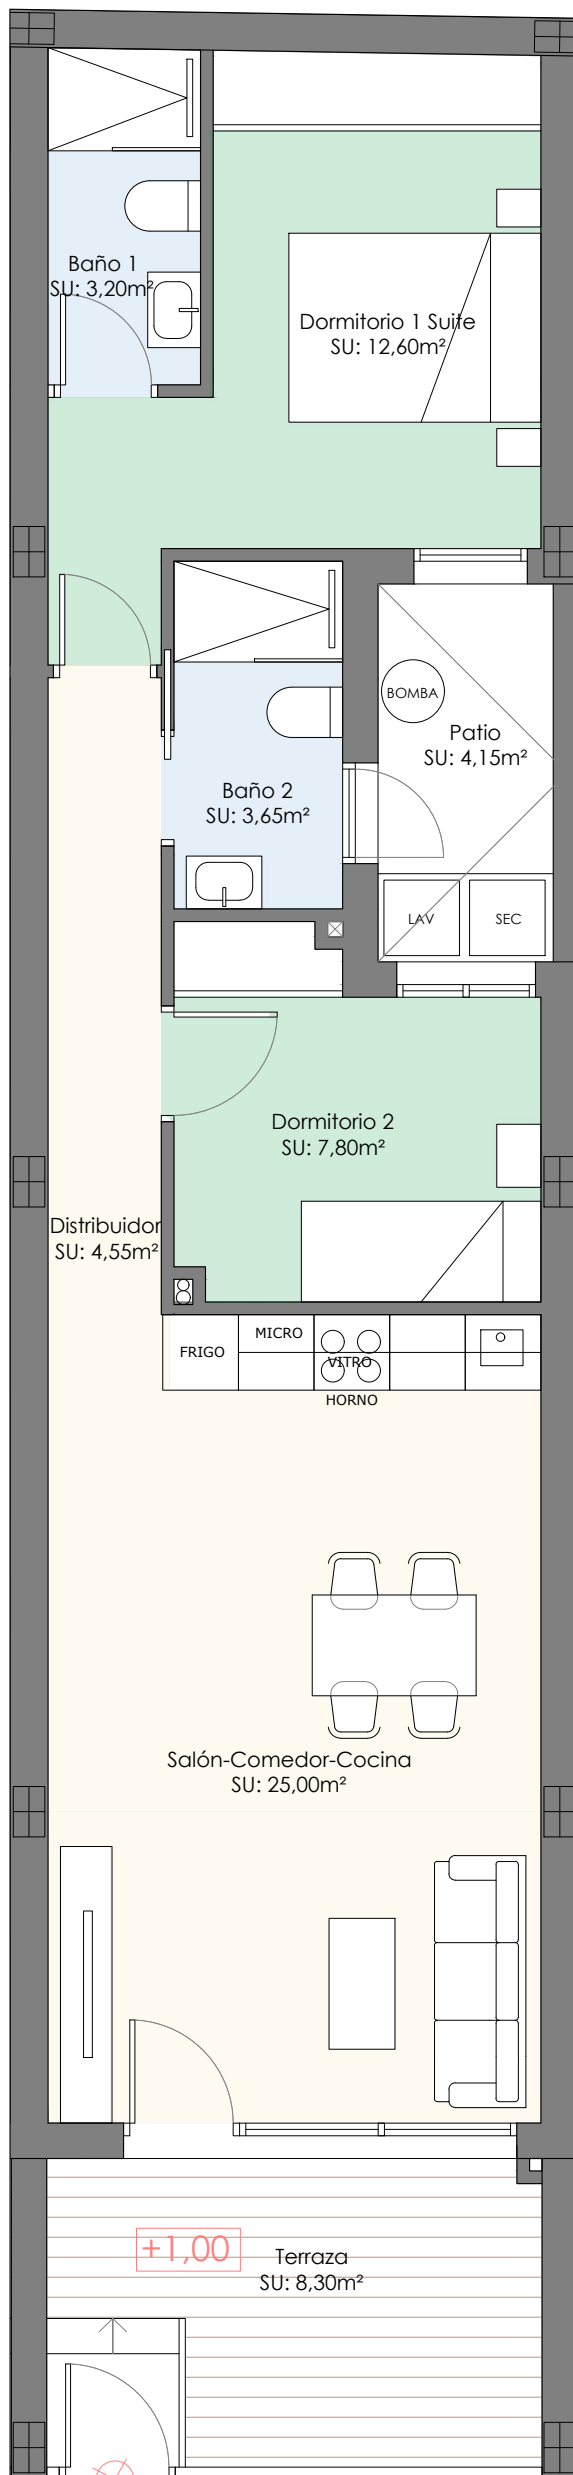 Baño 1
SU: 3,20m²
Dormitorio 1 Suite
SU: 12,60m²
BOMBA
Patio
SU: 4,15m²
Baño 2
SU: 3,65m²
LAV
SEC
Dormitorio 2
SU: 7,80m²
Distribuidor
SU: 4,55m²
FRIGO
MICRO
VITRO
HORNO
Salón-Comedor-Cocina
SU: 25,00m²
+1,00
Terraza
SU: 8,30m²